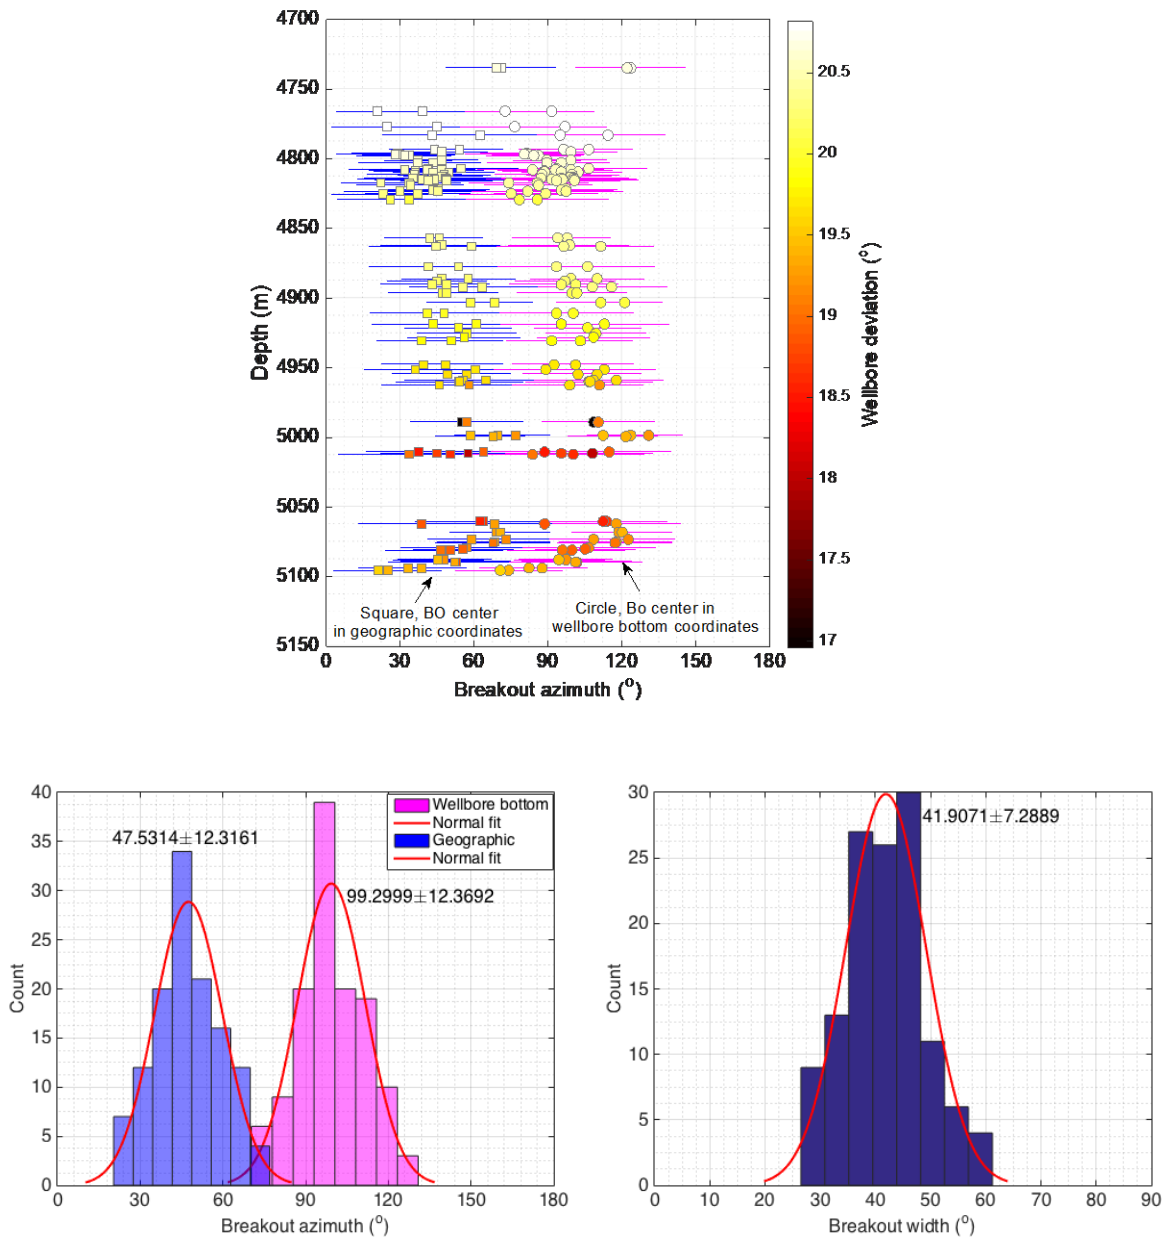 4700
4750
4800
4850
4900
4950
5000
5050
5100
5150
Depth (m)
0 30 60 90 120 150 180
Breakout azimuth (o)
Square, BO center
in geographic coordinates
Circle, Bo center in
wellbore bottom coordinates
20.5
20
19.5
19
18.5
18
17.5
17
Wellbore deviation (o)
40
35
30
25
20
15
10
5
0
Count
47.5314±12.3161
99.2999±12.3692
Wellbore bottom
Normal fit
Geographic
Normal fit
0 30 60 90 120 150 180
Breakout azimuth (o)
30
25
20
15
10
5
0
Count
41.9071±7.2889
0 10 20 30 40 50 60 70 80 90
Breakout width (o)